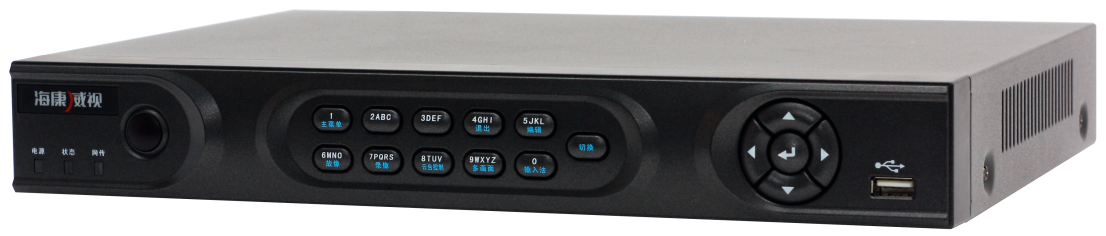 海康威视
电源 状态 网传
1 2ABC 3DEF 4GHI 5JKL
主菜单 退出 编辑
切换
6MNO 7PQRS 8TUV 9WXYZ 0
放像 录像 云台控制 多画面 输入法